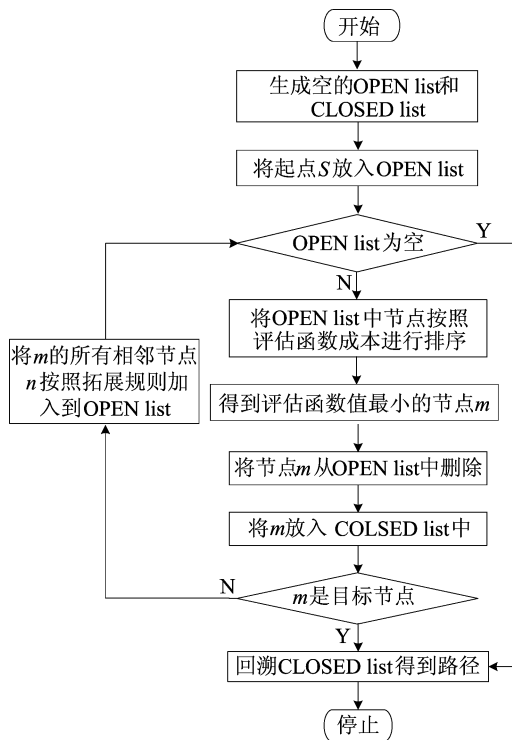 开始
生成空的OPEN list和
CLOSED list
将起点S放入OPEN list
OPEN list为空
Y
N
将OPEN list中节点按照
评估函数成本进行排序
将m的所有相邻节点
n按照拓展规则加
入到OPEN list
得到评估函数值最小的节点m
将节点m从OPEN list中删除
将m放入 COLSED list中
N
m是目标节点
Y
回溯CLOSED list得到路径
停止